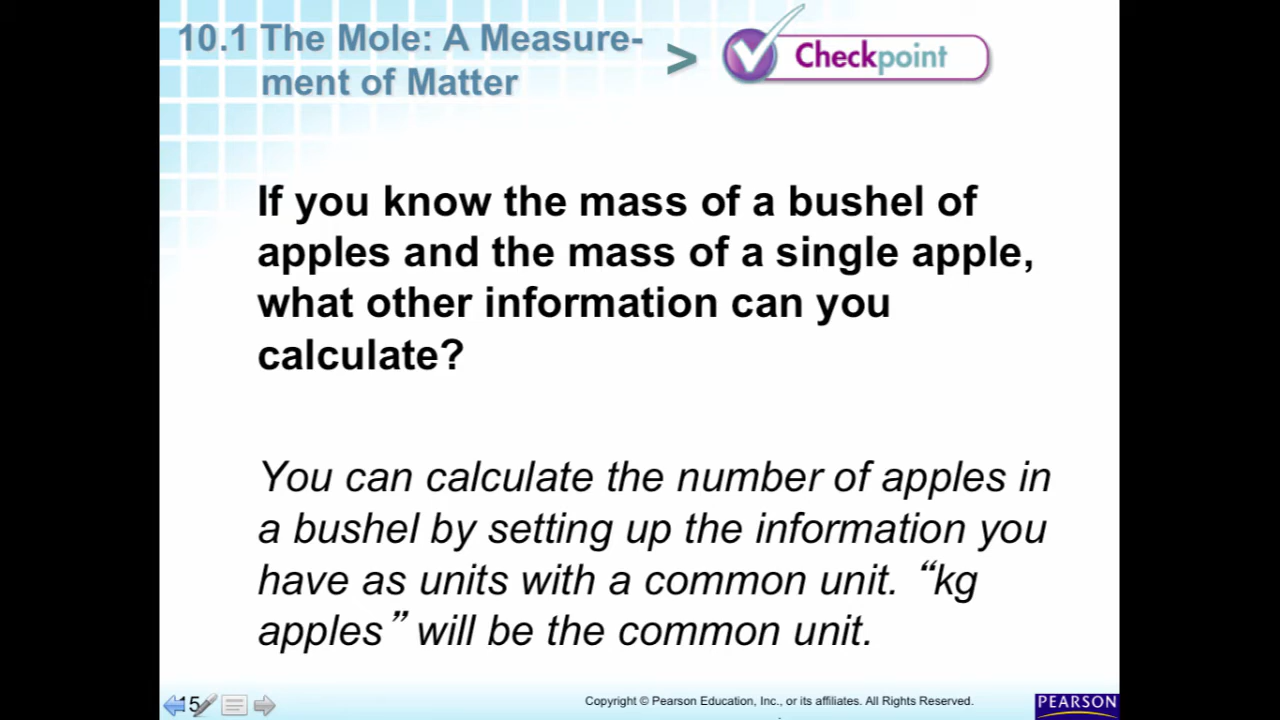 10.1 The Mole: A Measure-
ment of Matter
>
Checkpoint
If you know the mass of a bushel of
apples and the mass of a single apple,
what other information can you
calculate?
You can calculate the number of apples in
a bushel by setting up the information you
have as units with a common unit. “kg
apples” will be the common unit.
15
Copyright © Pearson Education, Inc., or its affiliates. All Rights Reserved.
PEARSON